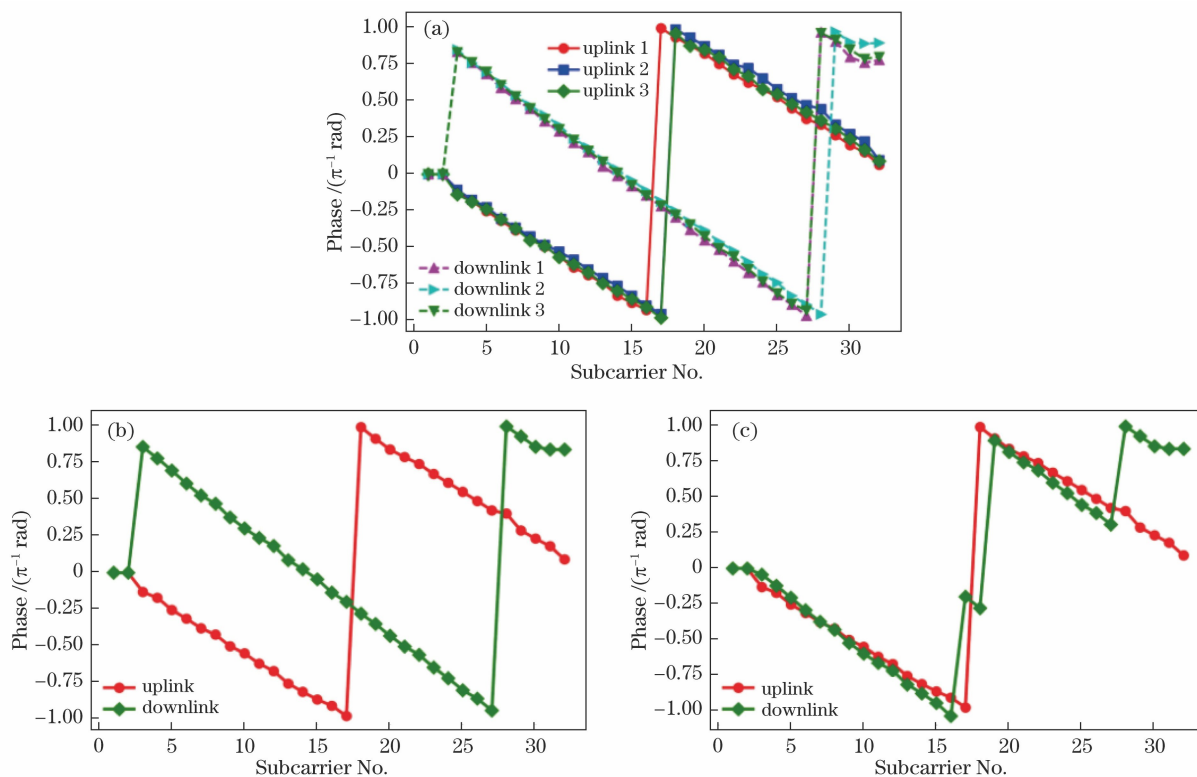 (a)
uplink 1
uplink 2
uplink 3
downlink 1
downlink 2
downlink 3
1.00
0.75
0.50
0.25
0
−0.25
−0.50
−0.75
−1.00
Phase /(π⁻¹ rad)
0 5 10 15 20 25 30
Subcarrier No.
(b)
uplink
downlink
1.00
0.75
0.50
0.25
0
−0.25
−0.50
−0.75
−1.00
Phase /(π⁻¹ rad)
0 5 10 15 20 25 30
Subcarrier No.
(c)
uplink
downlink
1.00
0.75
0.50
0.25
0
−0.25
−0.50
−0.75
−1.00
Phase /(π⁻¹ rad)
0 5 10 15 20 25 30
Subcarrier No.